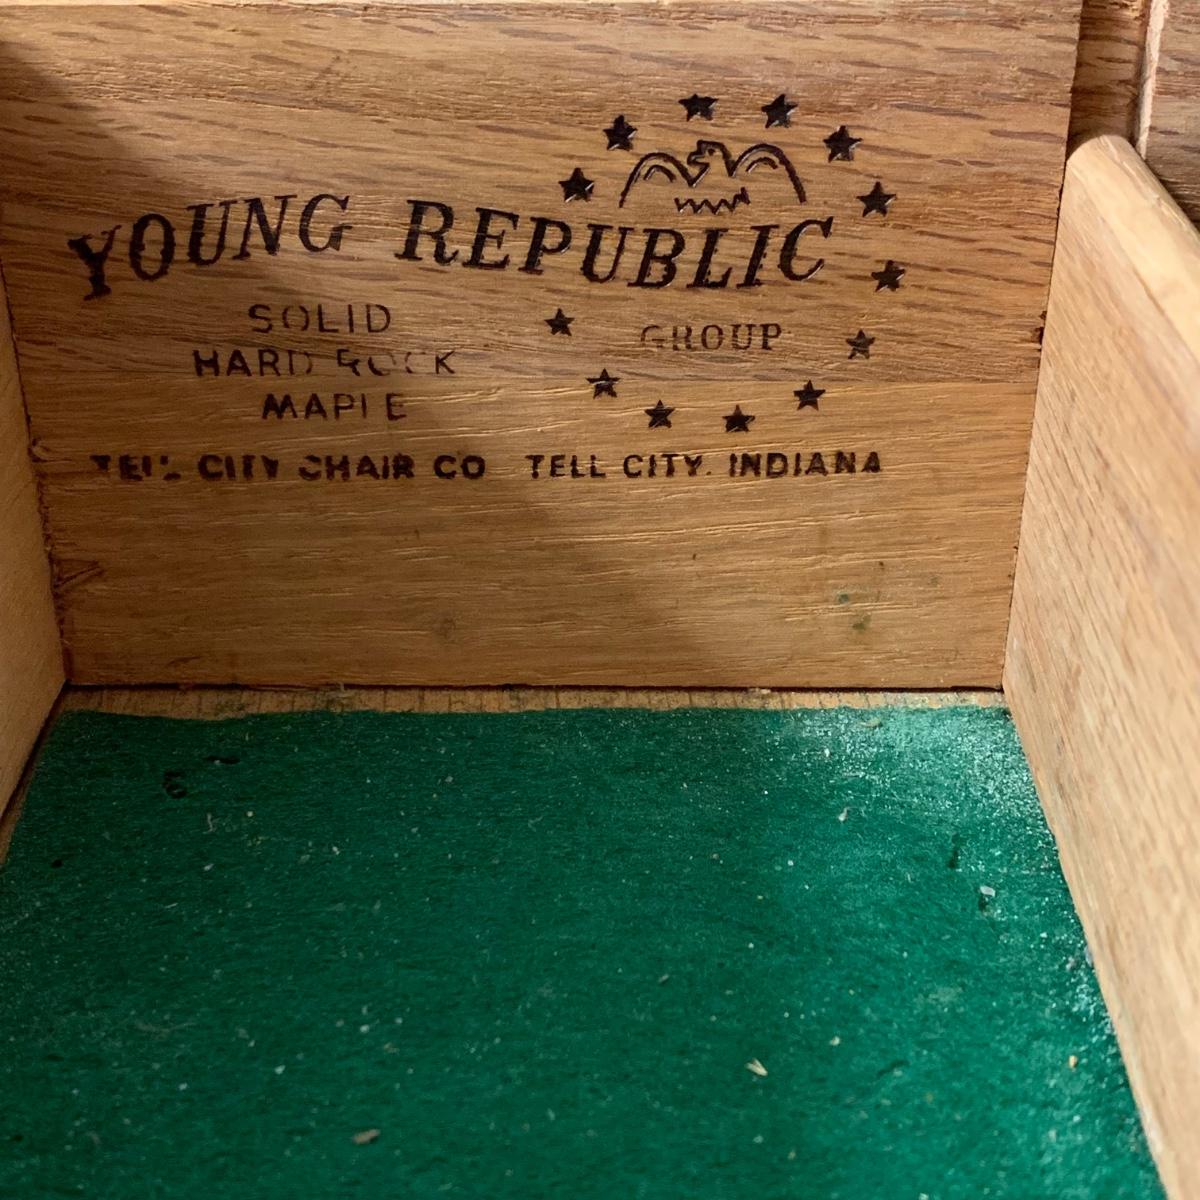 YOUNG REPUBLIC
GROUP
SOLID
HARD ROCK
MAPLE
TELL CITY CHAIR CO TELL CITY. INDIANA